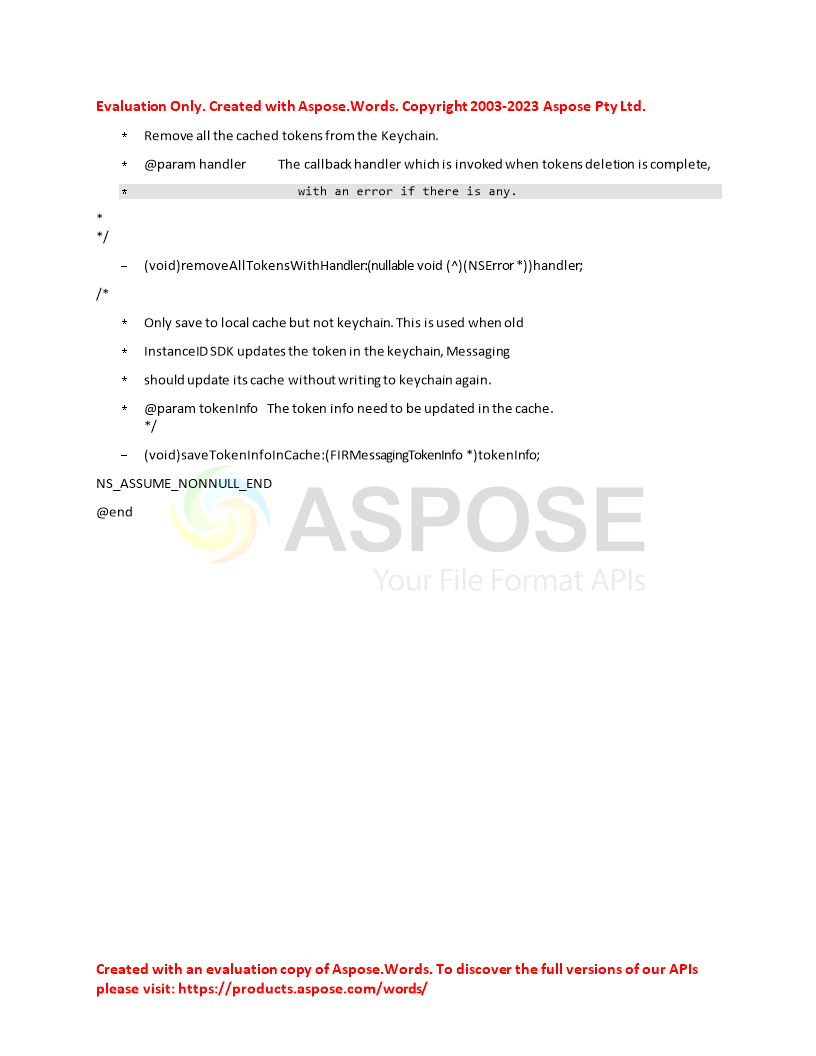 Evaluation Only. Created with Aspose.Words. Copyright 2003-2023 Aspose Pty Ltd.
* Remove all the cached tokens from the Keychain.
* @param handler The callback handler which is invoked when tokens deletion is complete,
* with an error if there is any.
*
*/
– (void)removeAllTokensWithHandler:(nullable void (^)(NSError *))handler;
/*
* Only save to local cache but not keychain. This is used when old
* InstanceID SDK updates the token in the keychain, Messaging
* should update its cache without writing to keychain again.
* @param tokenInfo The token info need to be updated in the cache.
*/
– (void)saveTokenInfoInCache:(FIRMessagingTokenInfo *)tokenInfo;
NS_ASSUME_NONNULL_END
@end
ASPOSE
Your File Format APIs
Created with an evaluation copy of Aspose.Words. To discover the full versions of our APIs
please visit: https://products.aspose.com/words/